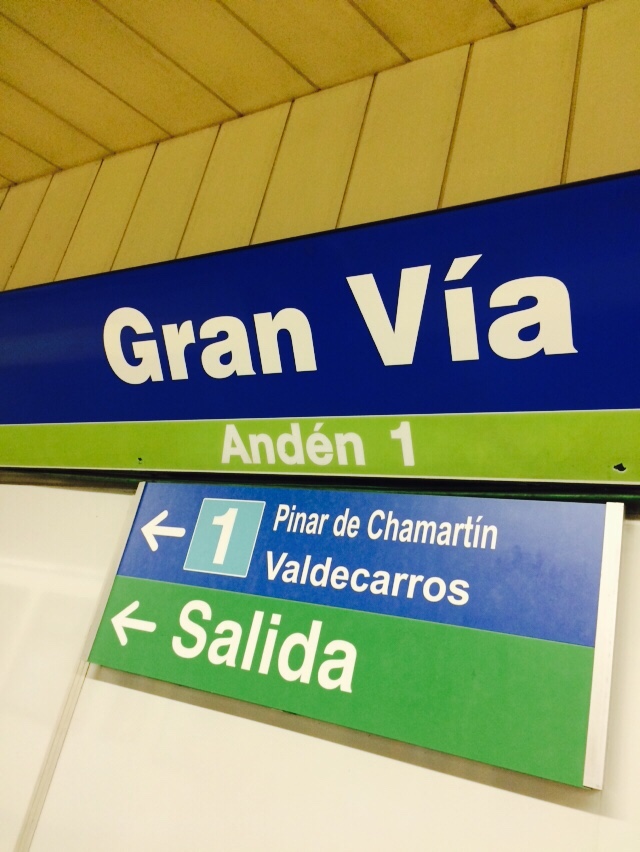 Gran Vía
Andén 1
← 1 Pinar de Chamartín
Valdecarros
← Salida